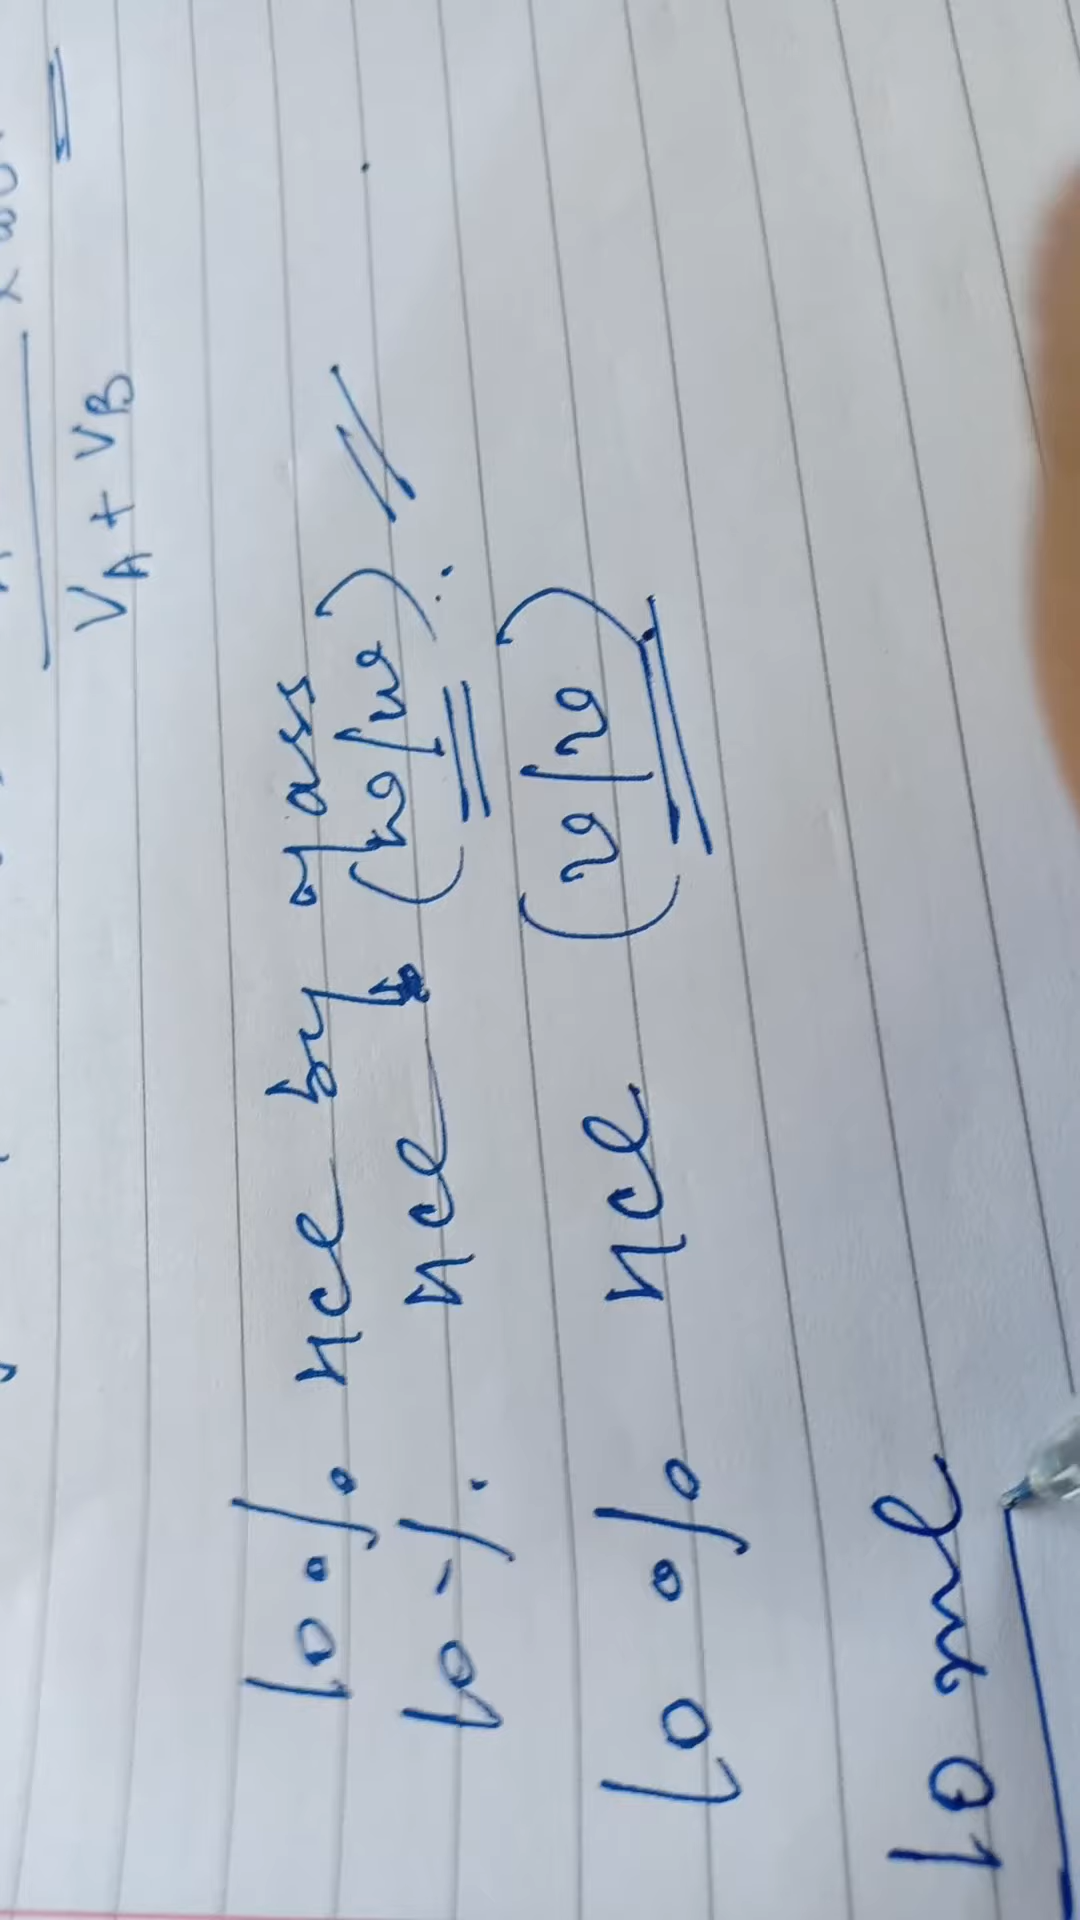 VA + VB
10% HCl by mass
10% HCl (w/w)
10% HCl (v/v)
10 ml